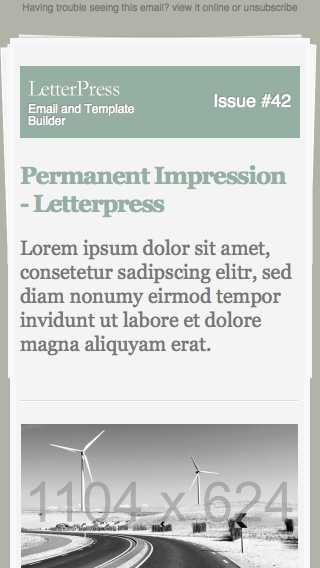 Having trouble seeing this email? view it online or unsubscribe
LetterPress
Email and Template
Builder
Issue #42
Permanent Impression
- Letterpress
Lorem ipsum dolor sit amet,
consetetur sadipscing elitr, sed
diam nonumy eirmod tempor
invidunt ut labore et dolore
magna aliquyam erat.
1104 x 624